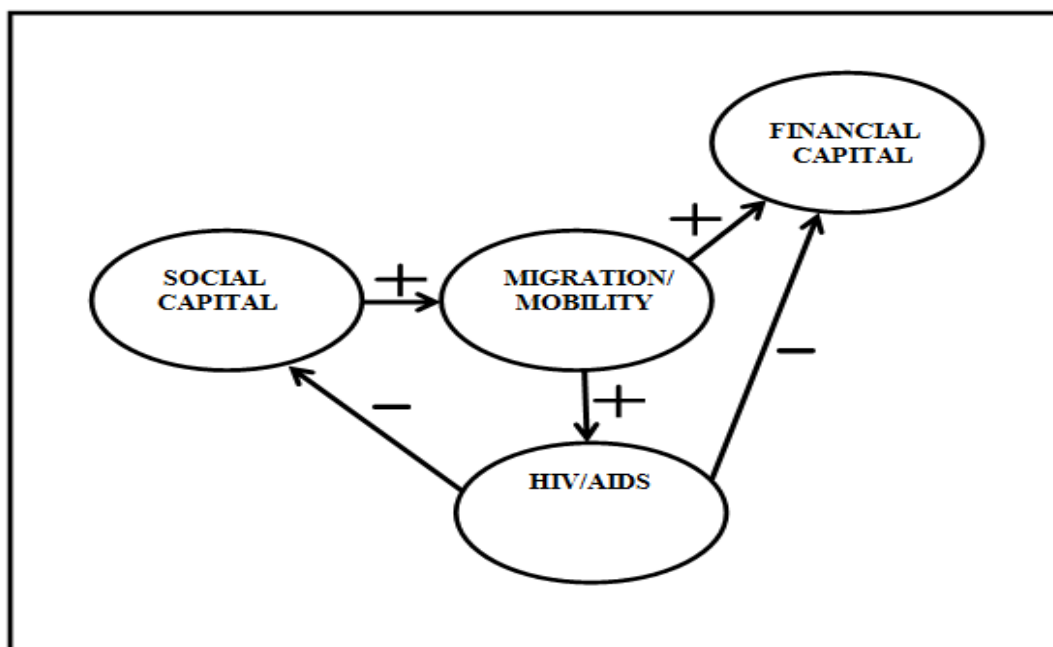 FINANCIAL
CAPITAL
+
SOCIAL
CAPITAL
+
MIGRATION/
MOBILITY
−
−
+
HIV/AIDS